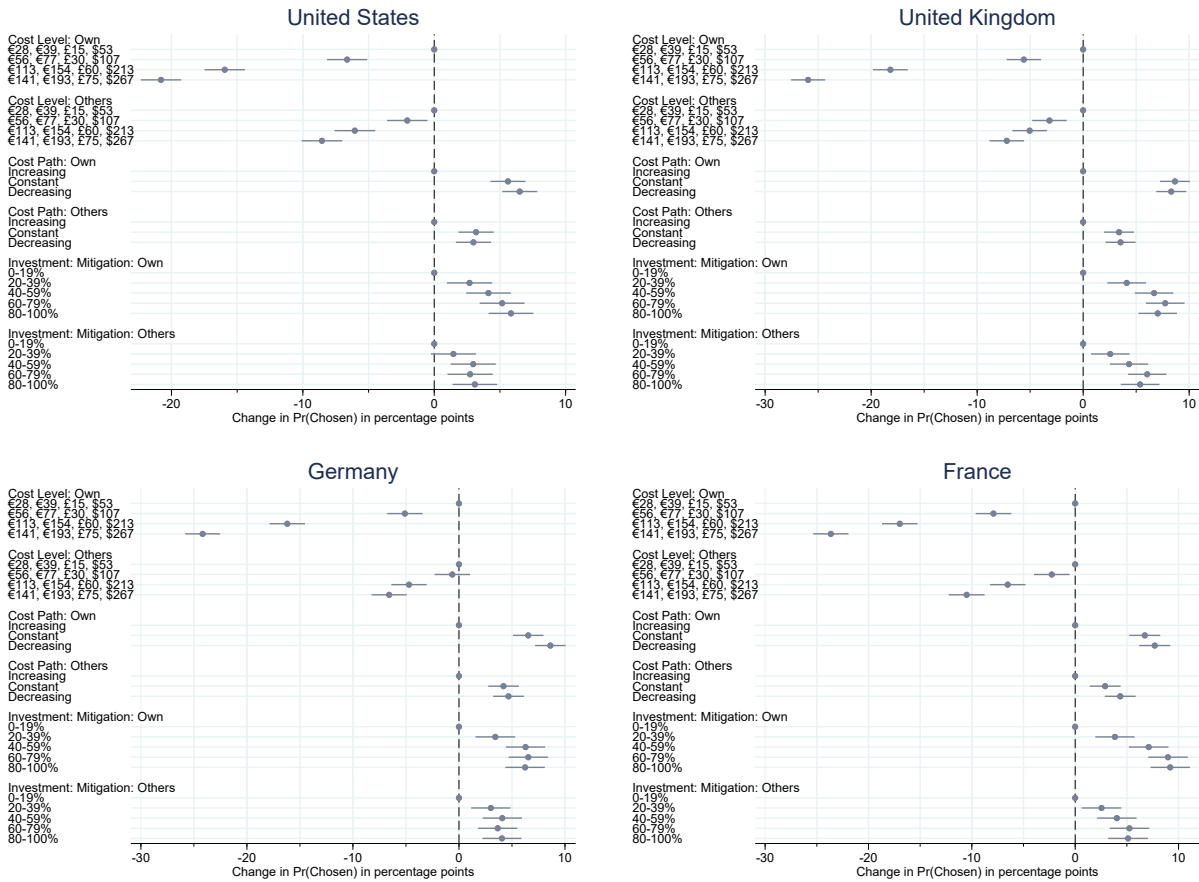 United States
Cost Level: Own
€28, €39, £15, $53
€56, €77, £30, $107
€113, €154, £60, $213
€141, €193, £75, $267
Cost Level: Others
€28, €39, £15, $53
€56, €77, £30, $107
€113, €154, £60, $213
€141, €193, £75, $267
Cost Path: Own
Increasing
Constant
Decreasing
Cost Path: Others
Increasing
Constant
Decreasing
Investment: Mitigation: Own
0-19%
20-39%
40-59%
60-79%
80-100%
Investment: Mitigation: Others
0-19%
20-39%
40-59%
60-79%
80-100%
-20 -10 0 10
Change in Pr(Chosen) in percentage points
United Kingdom
Cost Level: Own
€28, €39, £15, $53
€56, €77, £30, $107
€113, €154, £60, $213
€141, €193, £75, $267
Cost Level: Others
€28, €39, £15, $53
€56, €77, £30, $107
€113, €154, £60, $213
€141, €193, £75, $267
Cost Path: Own
Increasing
Constant
Decreasing
Cost Path: Others
Increasing
Constant
Decreasing
Investment: Mitigation: Own
0-19%
20-39%
40-59%
60-79%
80-100%
Investment: Mitigation: Others
0-19%
20-39%
40-59%
60-79%
80-100%
-30 -20 -10 0 10
Change in Pr(Chosen) in percentage points
Germany
Cost Level: Own
€28, €39, £15, $53
€56, €77, £30, $107
€113, €154, £60, $213
€141, €193, £75, $267
Cost Level: Others
€28, €39, £15, $53
€56, €77, £30, $107
€113, €154, £60, $213
€141, €193, £75, $267
Cost Path: Own
Increasing
Constant
Decreasing
Cost Path: Others
Increasing
Constant
Decreasing
Investment: Mitigation: Own
0-19%
20-39%
40-59%
60-79%
80-100%
Investment: Mitigation: Others
0-19%
20-39%
40-59%
60-79%
80-100%
-30 -20 -10 0 10
Change in Pr(Chosen) in percentage points
France
Cost Level: Own
€28, €39, £15, $53
€56, €77, £30, $107
€113, €154, £60, $213
€141, €193, £75, $267
Cost Level: Others
€28, €39, £15, $53
€56, €77, £30, $107
€113, €154, £60, $213
€141, €193, £75, $267
Cost Path: Own
Increasing
Constant
Decreasing
Cost Path: Others
Increasing
Constant
Decreasing
Investment: Mitigation: Own
0-19%
20-39%
40-59%
60-79%
80-100%
Investment: Mitigation: Others
0-19%
20-39%
40-59%
60-79%
80-100%
-30 -20 -10 0 10
Change in Pr(Chosen) in percentage points